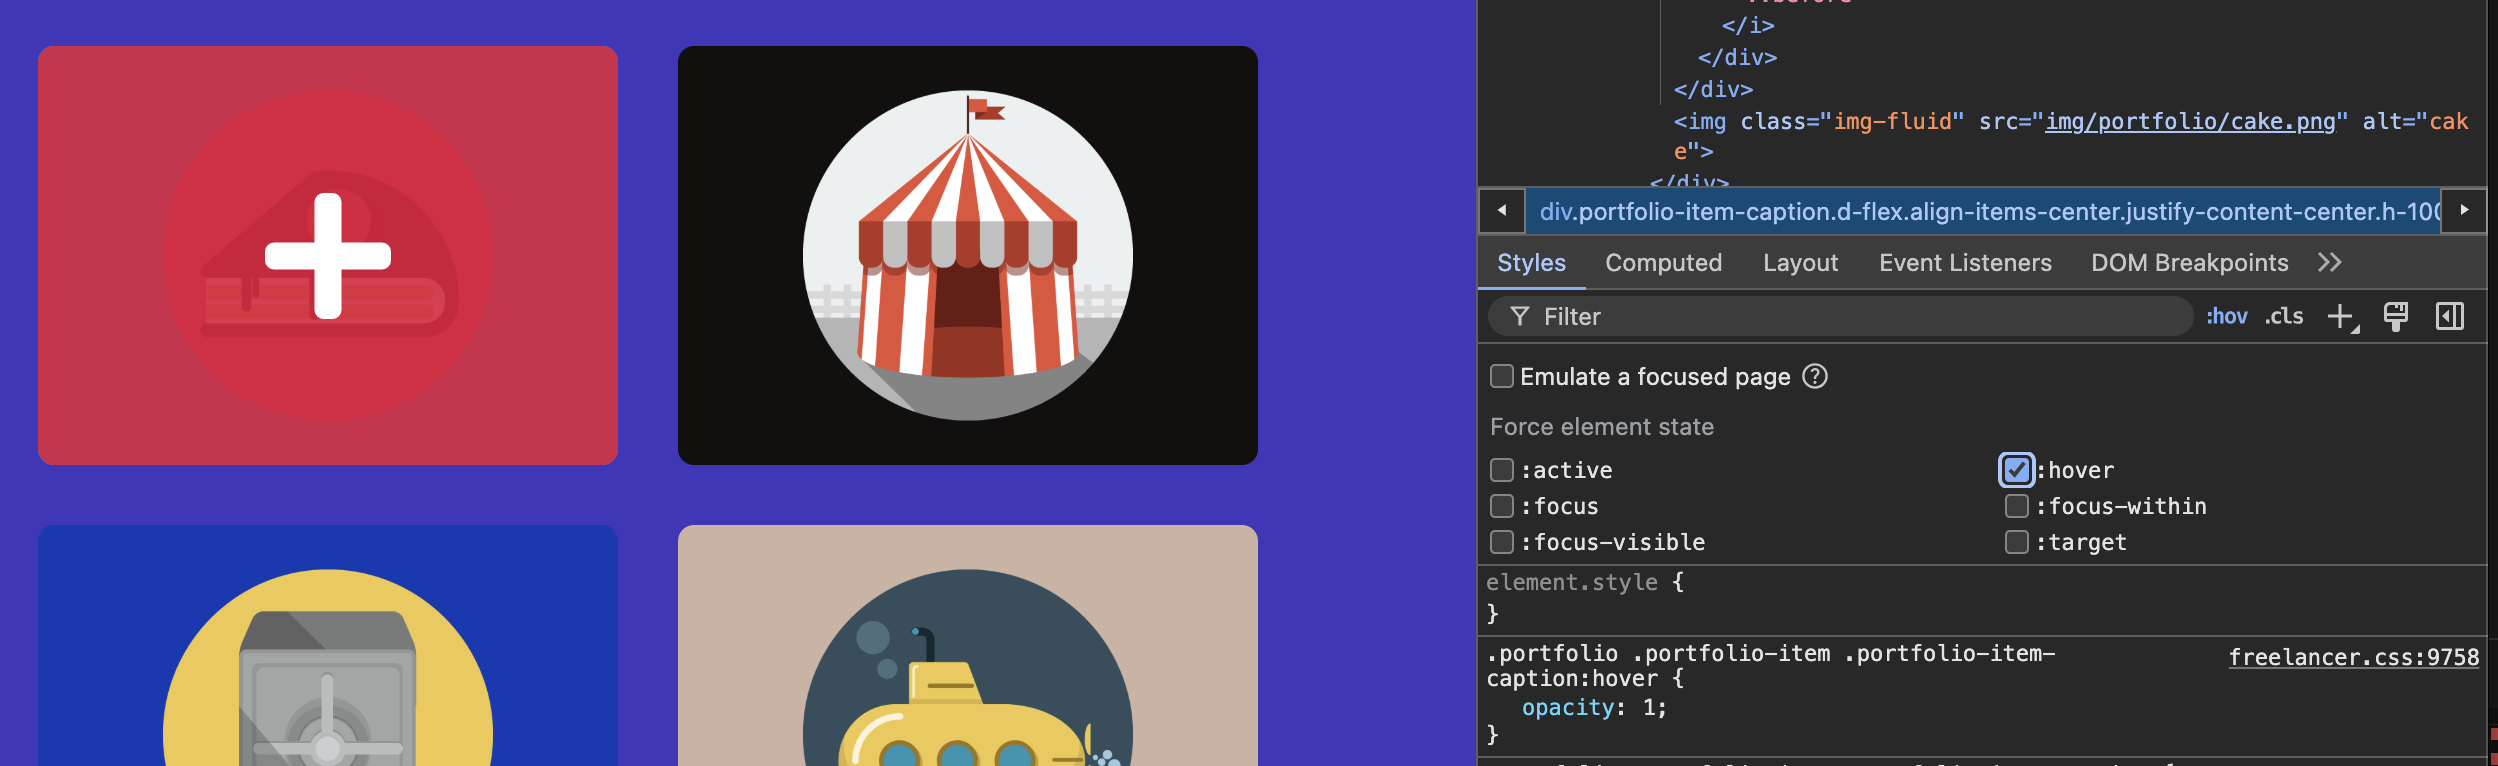 </i>
</div>
</div>
<img class="img-fluid" src="img/portfolio/cake.png" alt="cak
e">
</div>
div.portfolio-item-caption.d-flex.align-items-center.justify-content-center.h-100
Styles Computed Layout Event Listeners DOM Breakpoints
Filter :hov .cls
Emulate a focused page ?
Force element state
:active :hover
:focus :focus-within
:focus-visible :target
element.style {
}
.portfolio .portfolio-item .portfolio-item- freelancer.css:9758
caption:hover {
opacity: 1;
}